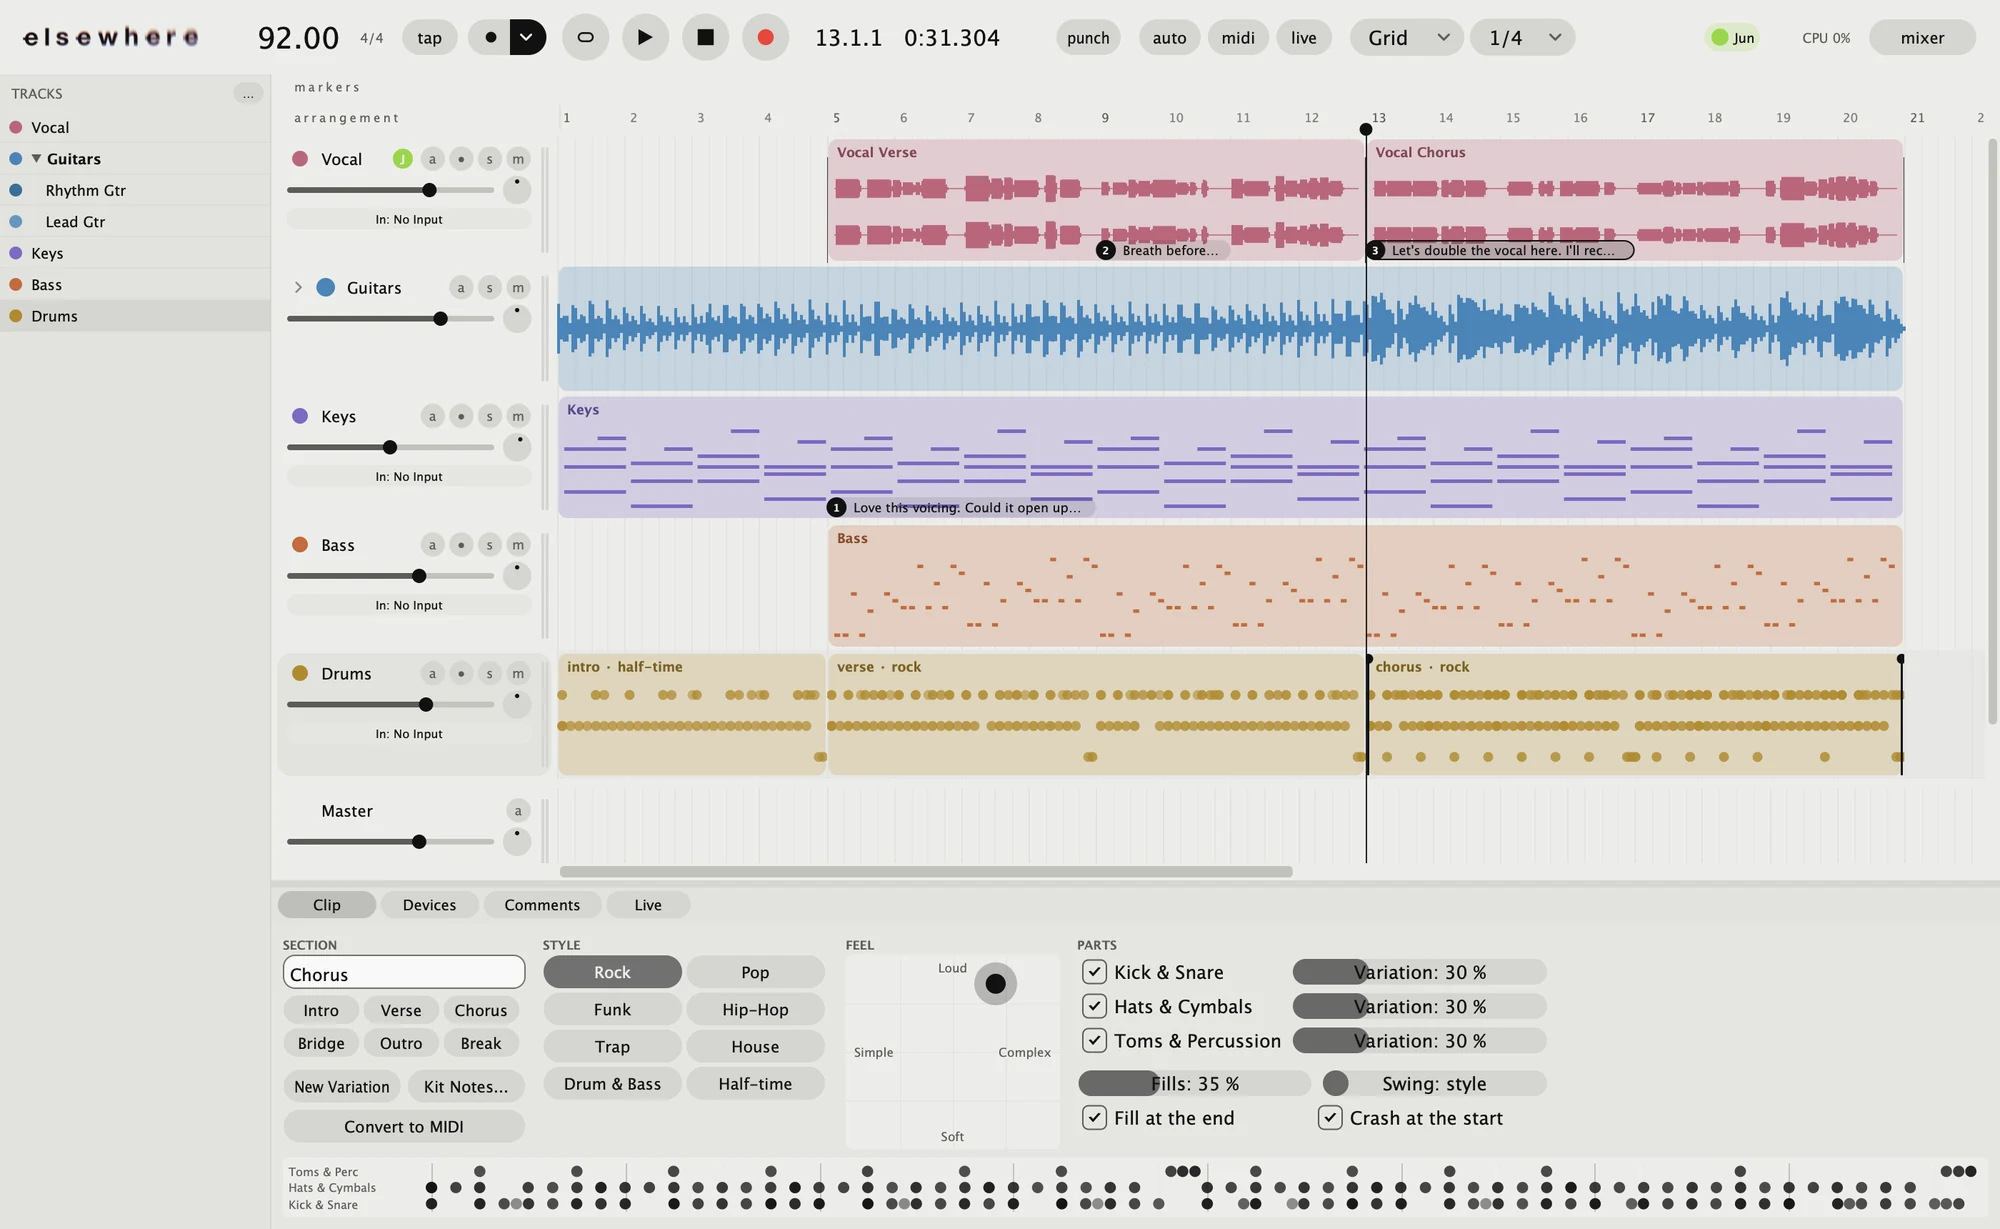 elsewhere
92.00 4/4 tap
13.1.1 0:31.304
punch auto midi live Grid 1/4
Jun CPU 0% mixer
TRACKS ...
Vocal
Guitars
Rhythm Gtr
Lead Gtr
Keys
Bass
Drums
markers
arrangement
1 2 3 4 5 6 7 8 9 10 11 12 13 14 15 16 17 18 19 20 21 2
Vocal J a s m
In: No Input
Vocal Verse
Vocal Chorus
2 Breath before...
3 Let's double the vocal here. I'll rec...
Guitars a s m
Keys a s m
In: No Input
Keys
1 Love this voicing. Could it open up...
Bass a s m
In: No Input
Bass
Drums a s m
In: No Input
intro · half-time
verse · rock
chorus · rock
Master a
Clip Devices Comments Live
SECTION
Chorus
Intro Verse Chorus
Bridge Outro Break
New Variation Kit Notes...
Convert to MIDI
STYLE
Rock Pop
Funk Hip-Hop
Trap House
Drum & Bass Half-time
FEEL
Loud
Simple Complex
Soft
PARTS
Kick & Snare Variation: 30 %
Hats & Cymbals Variation: 30 %
Toms & Percussion Variation: 30 %
Fills: 35 % Swing: style
Fill at the end Crash at the start
Toms & Perc
Hats & Cymbals
Kick & Snare